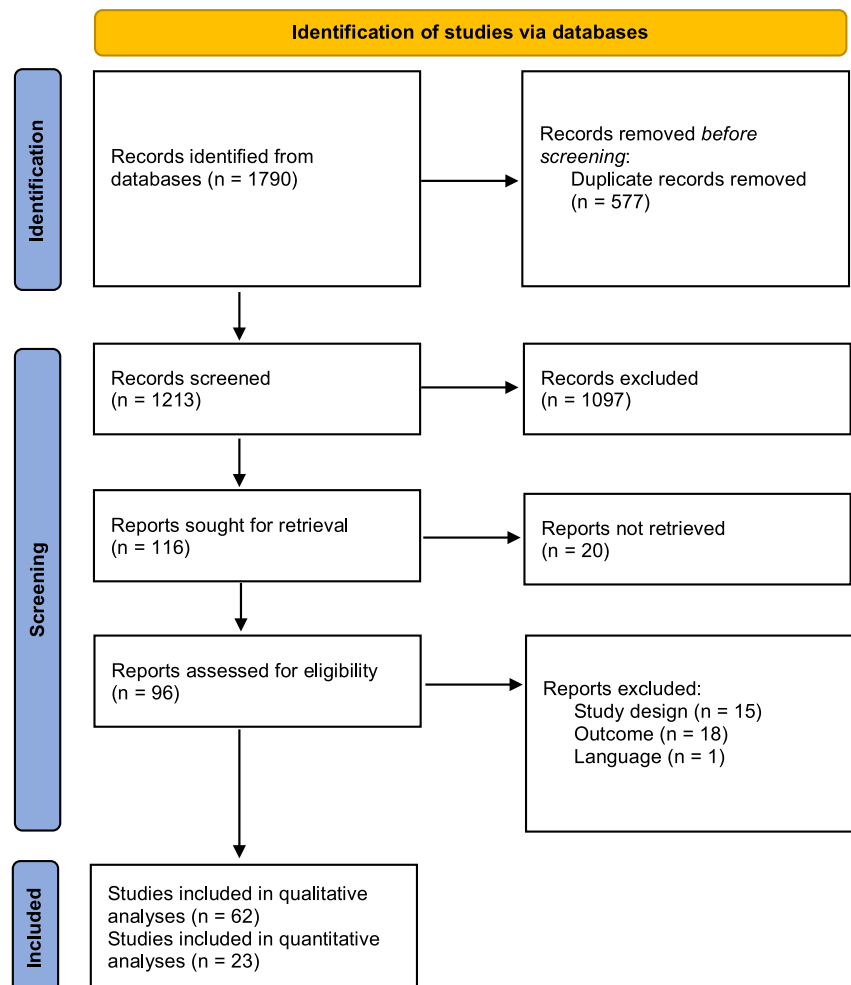 Identification of studies via databases
Identification
Records identified from
databases (n = 1790)
Records removed before
screening:
Duplicate records removed
(n = 577)
Screening
Records screened
(n = 1213)
Records excluded
(n = 1097)
Reports sought for retrieval
(n = 116)
Reports not retrieved
(n = 20)
Reports assessed for eligibility
(n = 96)
Reports excluded:
Study design (n = 15)
Outcome (n = 18)
Language (n = 1)
Included
Studies included in qualitative
analyses (n = 62)
Studies included in quantitative
analyses (n = 23)